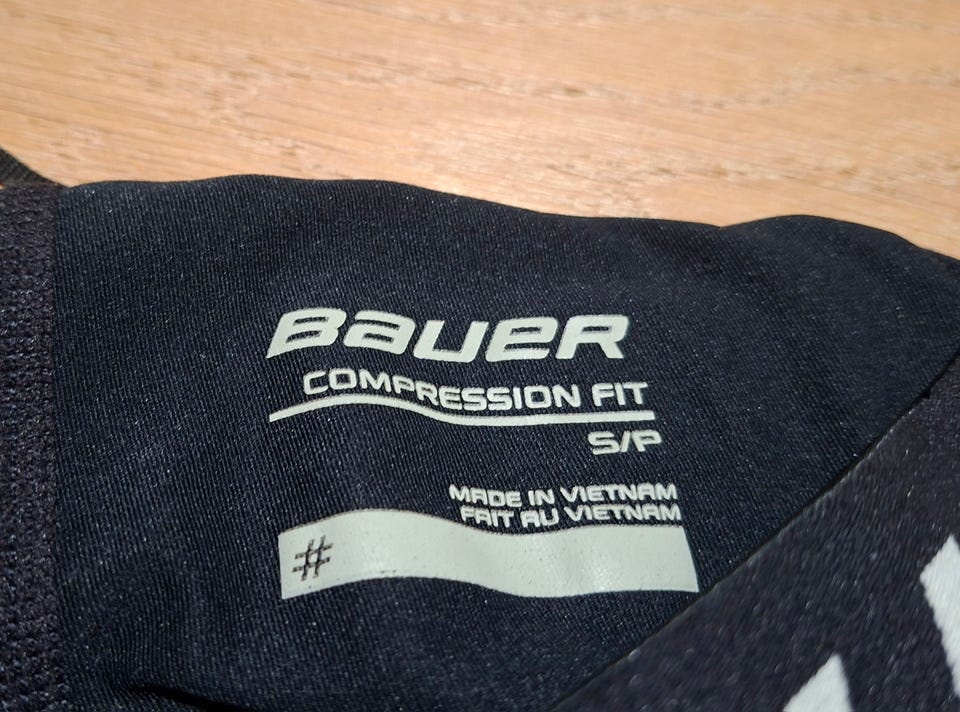 BAUER
COMPRESSION FIT
S/P
MADE IN VIETNAM
FAIT AU VIETNAM
#